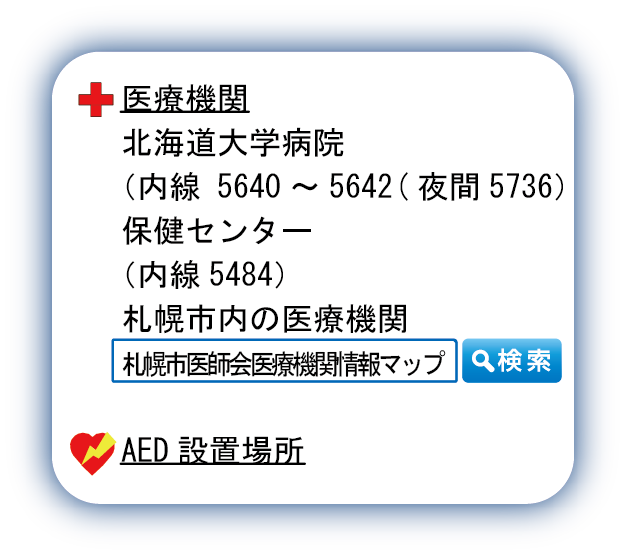 医療機関
北海道大学病院
(内線 5640 ～ 5642( 夜間 5736)
保健センター
(内線 5484)
札幌市内の医療機関
札幌市医師会医療機関情報マップ 検索
AED 設置場所